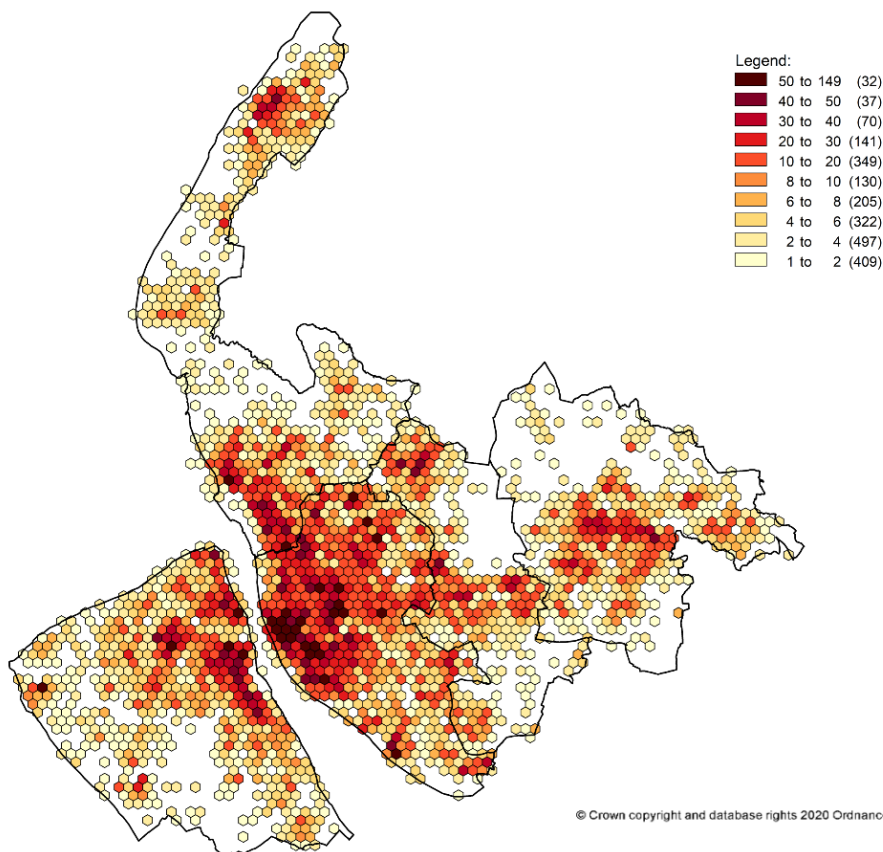 Legend:
50 to 149 (32)
40 to 50 (37)
30 to 40 (70)
20 to 30 (141)
10 to 20 (349)
8 to 10 (130)
6 to 8 (205)
4 to 6 (322)
2 to 4 (497)
1 to 2 (409)
© Crown copyright and database rights 2020 Ordnanc